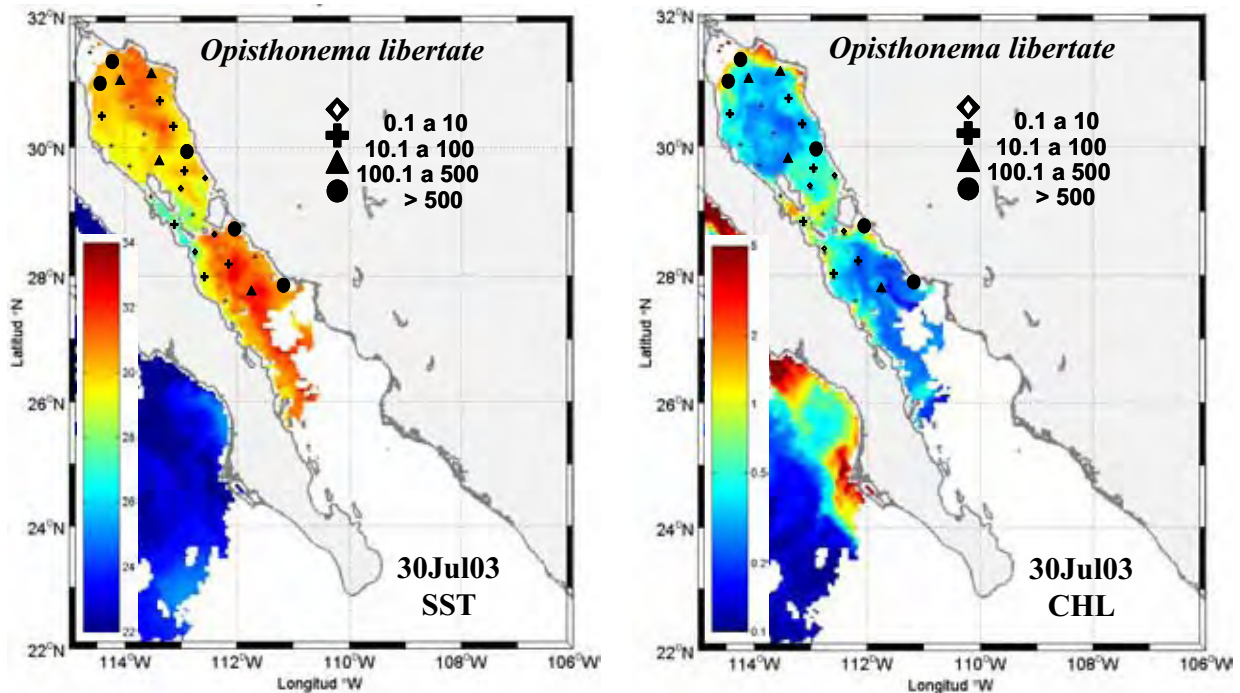 32°N
30°N
28°N
26°N
24°N
22°N
Latitud °N
Opisthonema libertate
0.1 a 10
10.1 a 100
100.1 a 500
> 500
34
32
30
28
26
24
22
30Jul03
SST
114°W
112°W
110°W
108°W
106°W
Longitud °W
32°N
30°N
28°N
26°N
24°N
22°N
Latitud °N
Opisthonema libertate
0.1 a 10
10.1 a 100
100.1 a 500
> 500
5
2
1
0.5
0.2
0.1
30Jul03
CHL
114°W
112°W
110°W
108°W
106°W
Longitud °W